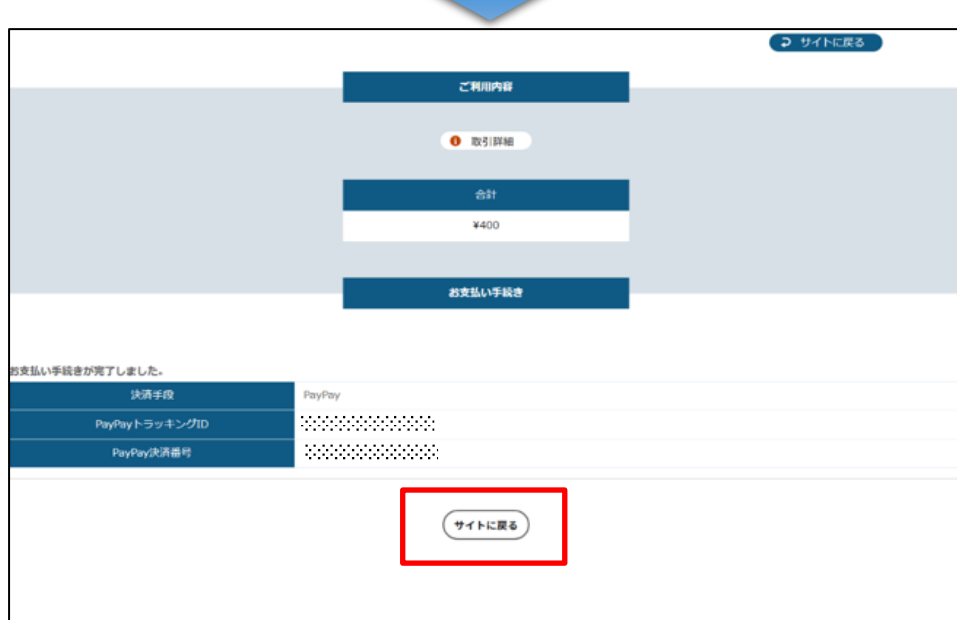 サイトに戻る
ご利用内容
取引詳細
合計
¥400
お支払い手続き
お支払い手続きが完了しました。
決済手段 PayPay
PayPayトラッキングID
PayPay決済番号
サイトに戻る